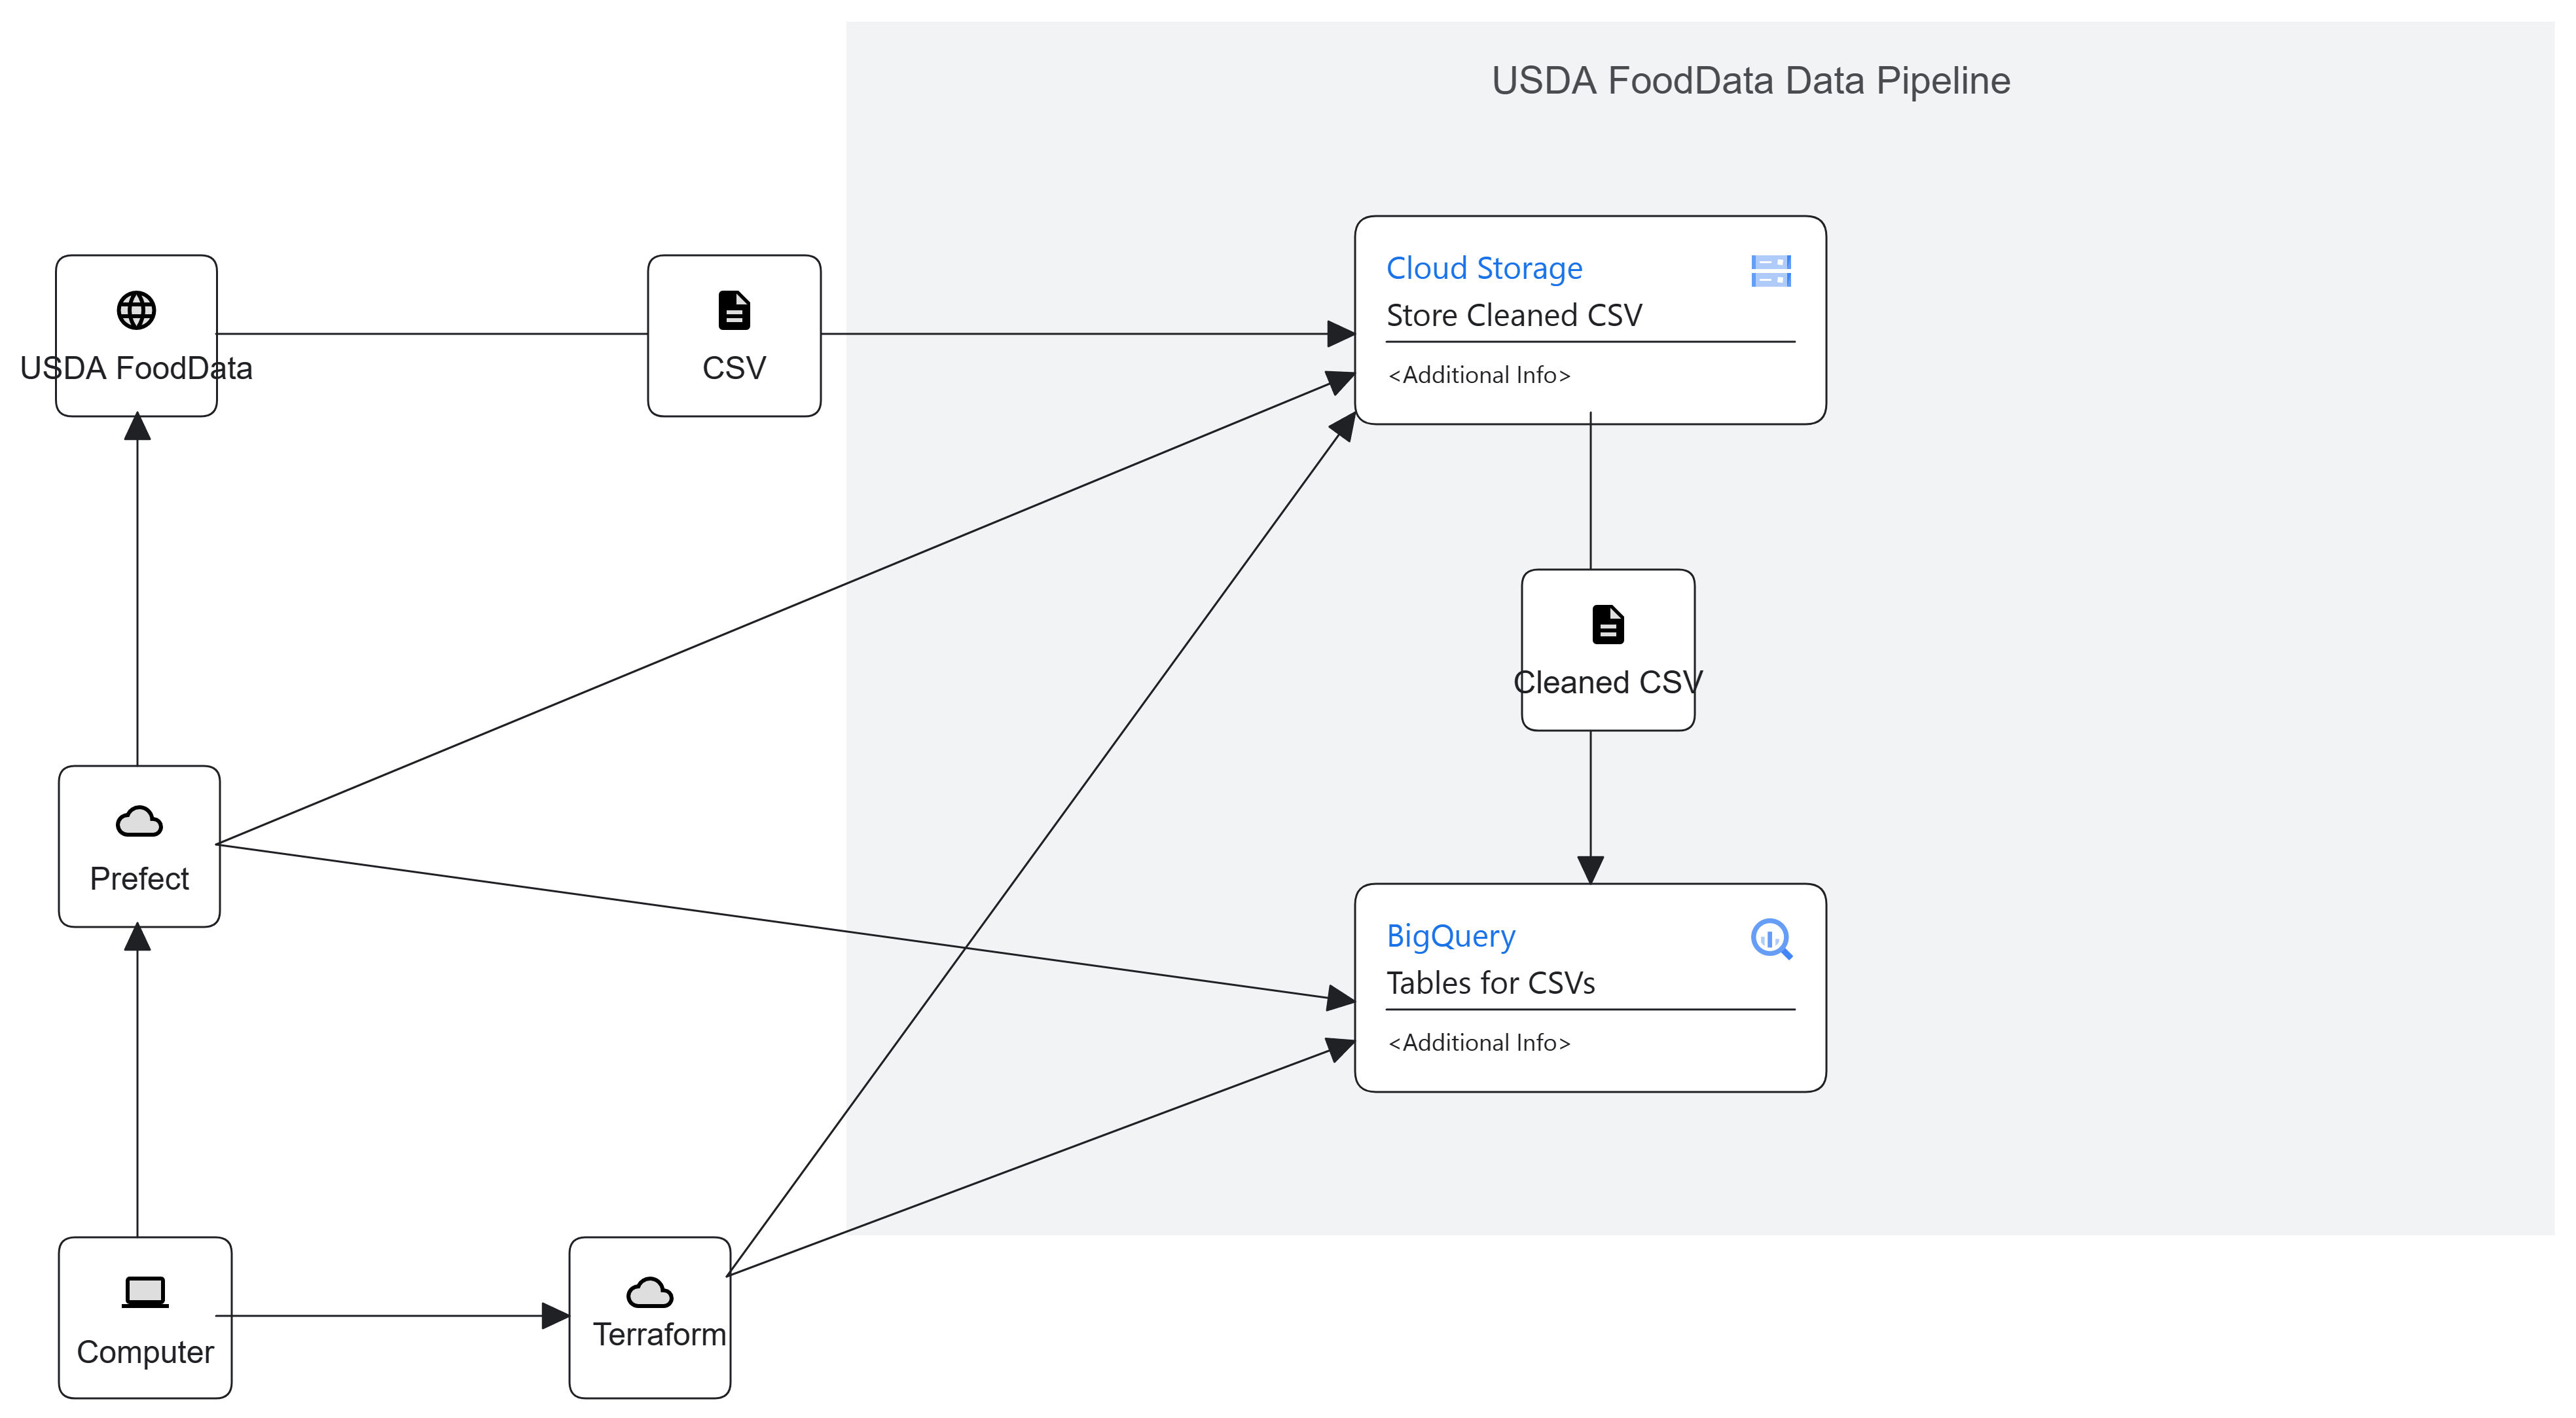 USDA FoodData Data Pipeline
USDA FoodData
CSV
Cloud Storage
Store Cleaned CSV
<Additional Info>
Cleaned CSV
Prefect
BigQuery
Tables for CSVs
<Additional Info>
Computer
Terraform